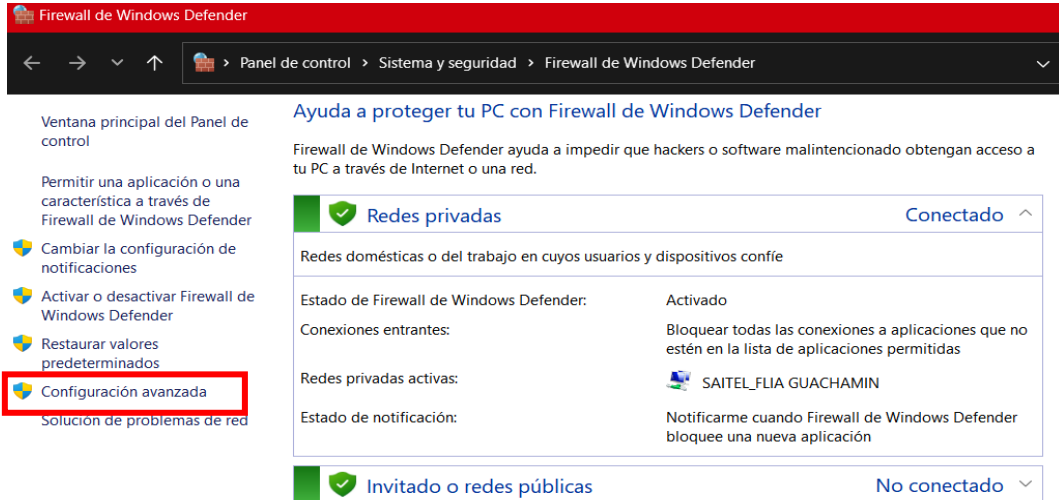 Firewall de Windows Defender
Panel de control > Sistema y seguridad > Firewall de Windows Defender
Ventana principal del Panel de
control
Permitir una aplicación o una
característica a través de
Firewall de Windows Defender
Cambiar la configuración de
notificaciones
Activar o desactivar Firewall de
Windows Defender
Restaurar valores
predeterminados
Configuración avanzada
Solución de problemas de red
Ayuda a proteger tu PC con Firewall de Windows Defender
Firewall de Windows Defender ayuda a impedir que hackers o software malintencionado obtengan acceso a
tu PC a través de Internet o una red.
Redes privadas Conectado
Redes domésticas o del trabajo en cuyos usuarios y dispositivos confíe
Estado de Firewall de Windows Defender: Activado
Conexiones entrantes: Bloquear todas las conexiones a aplicaciones que no
estén en la lista de aplicaciones permitidas
Redes privadas activas: SAITEL_FLIA GUACHAMIN
Estado de notificación: Notificarme cuando Firewall de Windows Defender
bloquee una nueva aplicación
Invitado o redes públicas No conectado